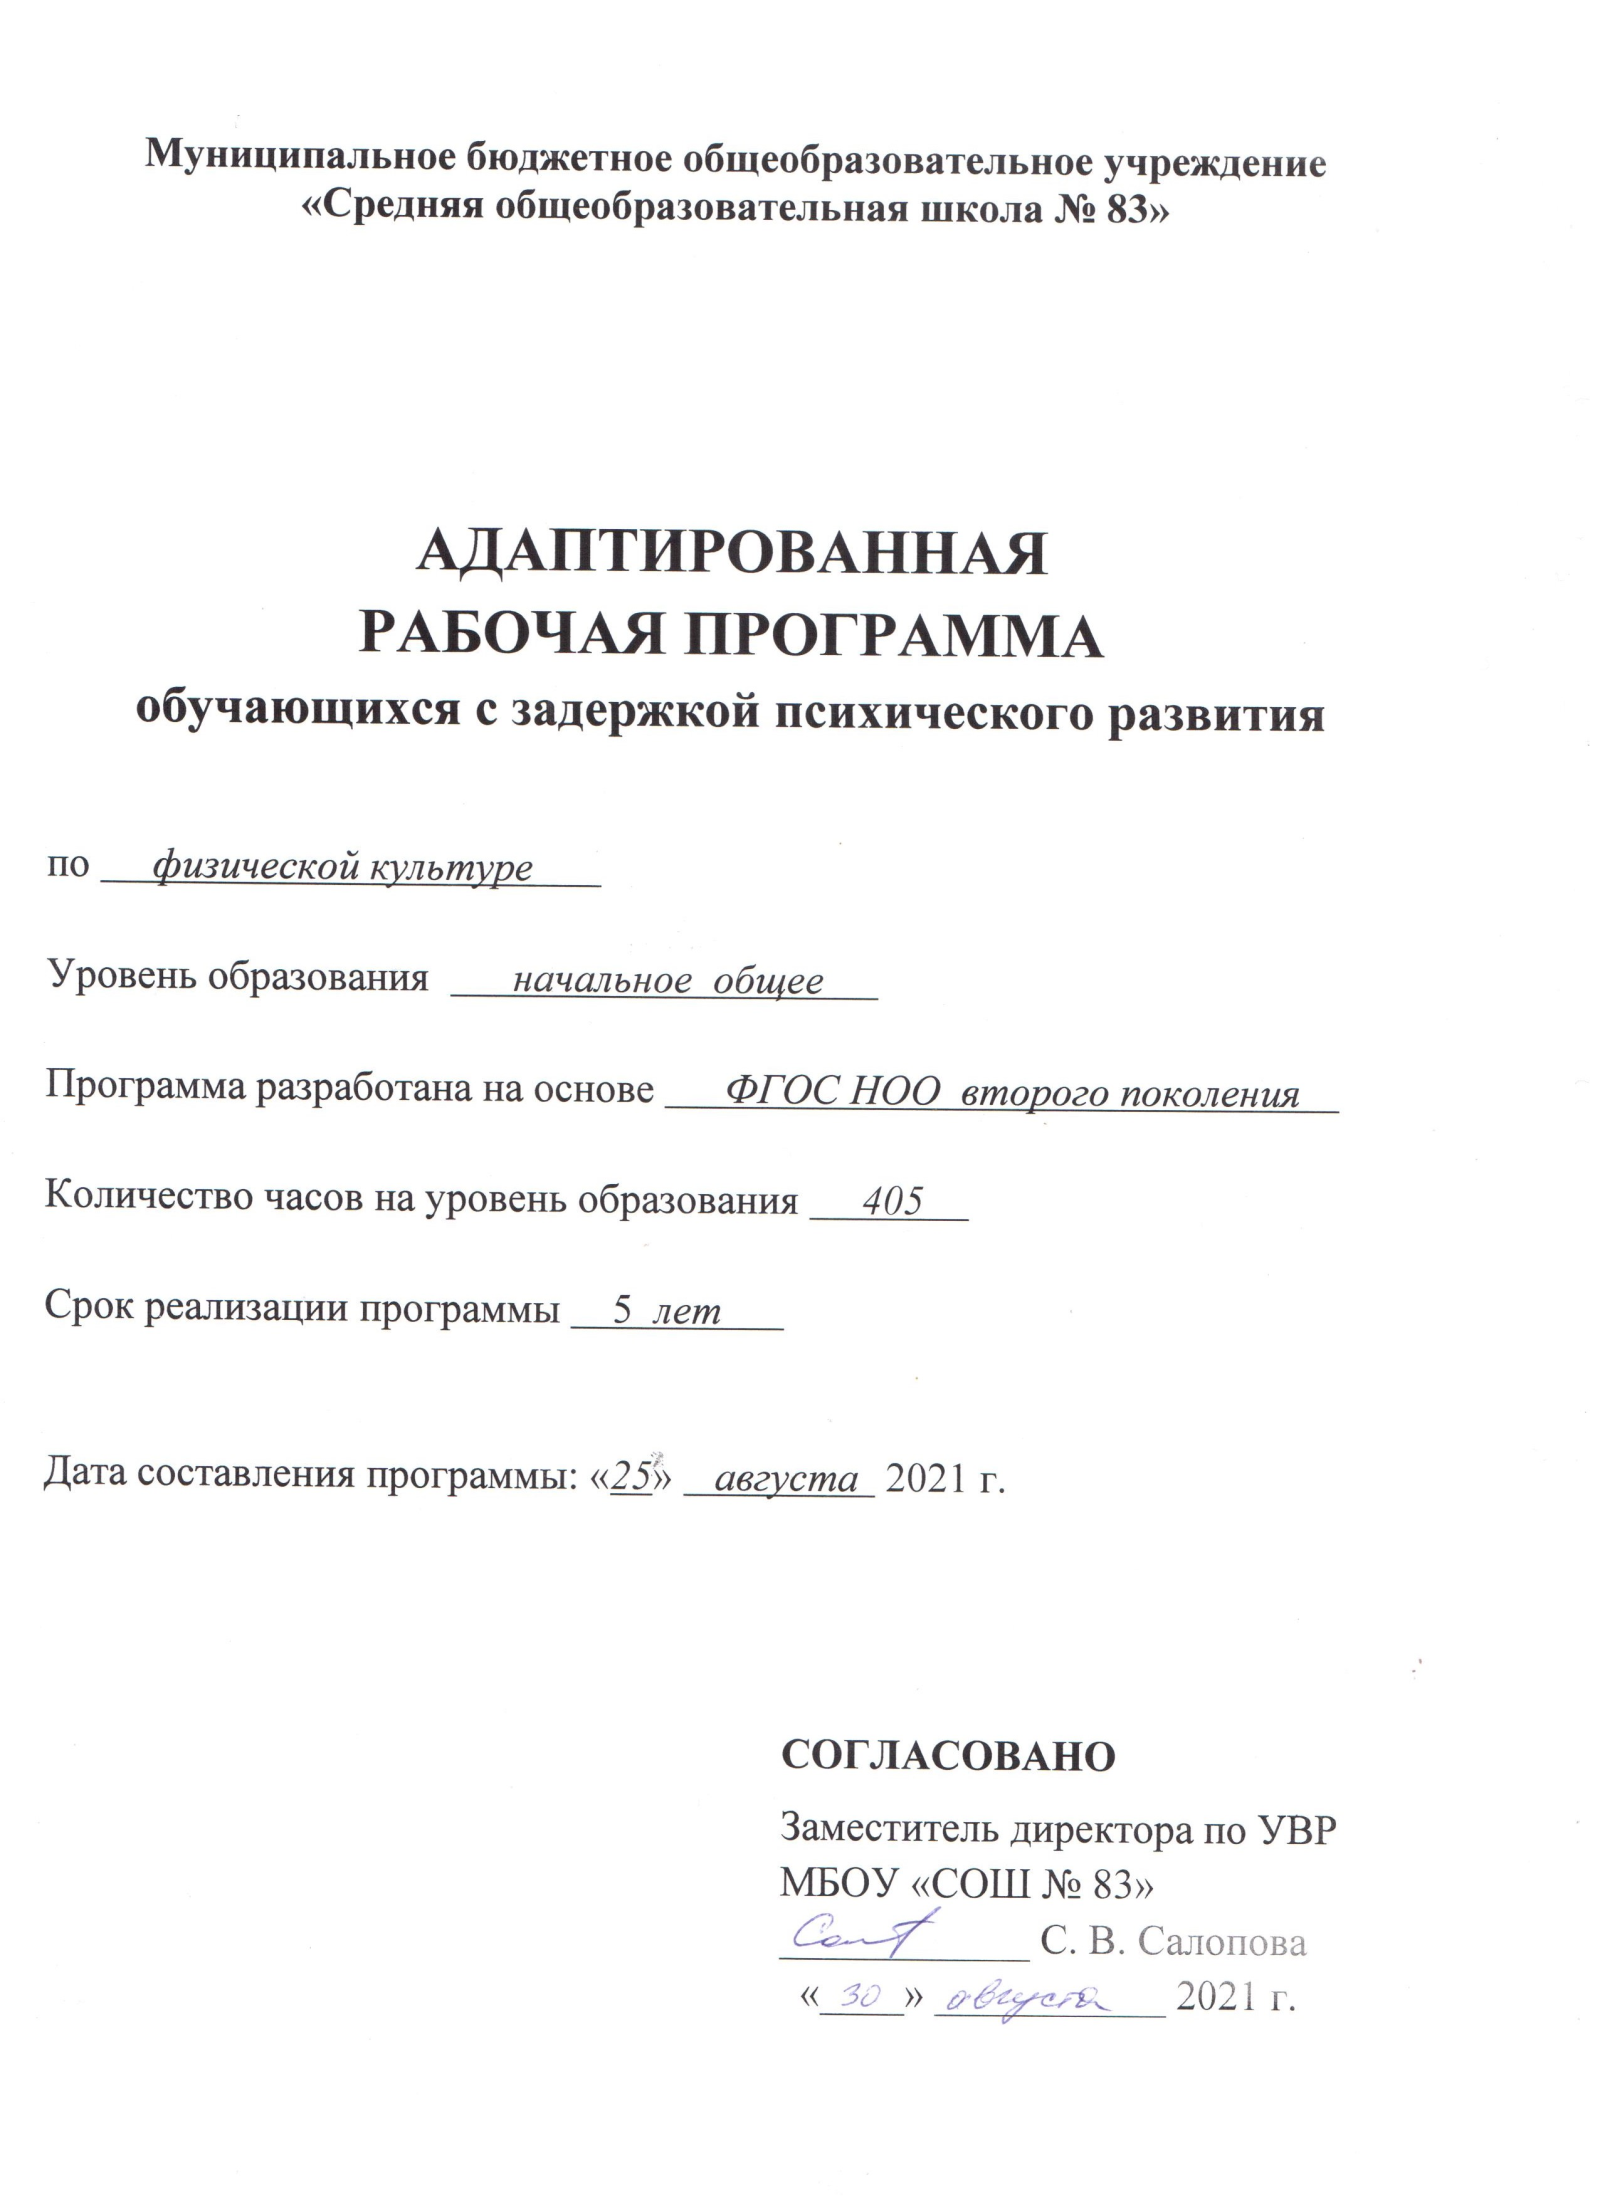 Муниципальное бюджетное общеобразовательное учреждение
«Средняя общеобразовательная школа № 83»
АДАПТИРОВАННАЯ
РАБОЧАЯ ПРОГРАММА
обучающихся с задержкой психического развития
по физической культуре
Уровень образования начальное общее
Программа разработана на основе ФГОС НОО второго поколения
Количество часов на уровень образования 405
Срок реализации программы 5 лет
Дата составления программы: «25» августа 2021 г.
СОГЛАСОВАНО
Заместитель директора по УВР
МБОУ «СОШ № 83»
С. В. Салопова
«30» августа 2021 г.